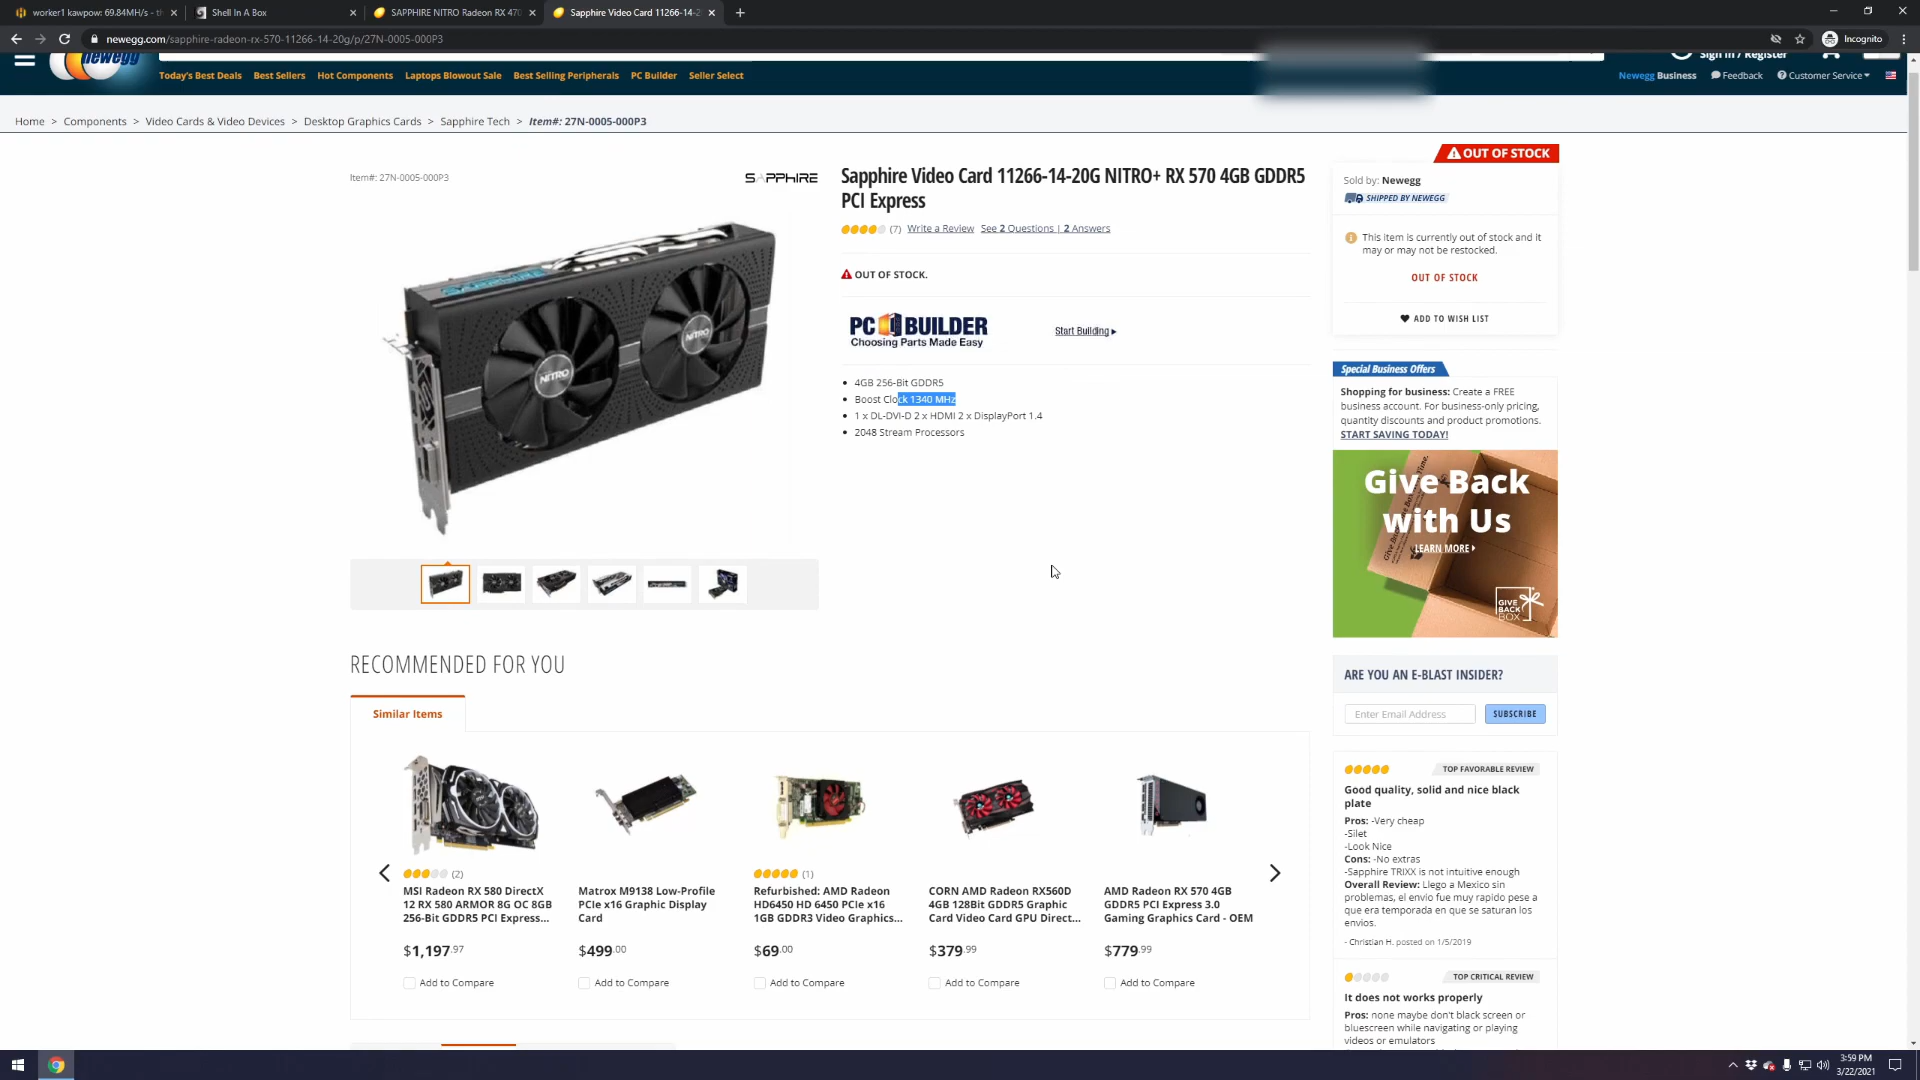 worker1 kawpow: 69.84MH/s - th
Shell In A Box
SAPPHIRE NITRO Radeon RX 470
Sapphire Video Card 11266-14-2
newegg.com/sapphire-radeon-rx-570-11266-14-20g/p/27N-0005-000P3
Incognito
newegg
Sign in / Register
Today's Best Deals Best Sellers Hot Components Laptops Blowout Sale Best Selling Peripherals PC Builder Seller Select
Newegg Business Feedback Customer Service
Home > Components > Video Cards & Video Devices > Desktop Graphics Cards > Sapphire Tech > Item#: 27N-0005-000P3
OUT OF STOCK
Item#: 27N-0005-000P3
SAPPHIRE
Sapphire Video Card 11266-14-20G NITRO+ RX 570 4GB GDDR5
PCI Express
(7) Write a Review See 2 Questions | 2 Answers
OUT OF STOCK.
PC BUILDER
Choosing Parts Made Easy
Start Building
4GB 256-Bit GDDR5
Boost Clock 1340 MHz
1 x DL-DVI-D 2 x HDMI 2 x DisplayPort 1.4
2048 Stream Processors
SAPPHIRE
NITRO
NITRO
Sold by: Newegg
SHIPPED BY NEWEGG
This item is currently out of stock and it
may or may not be restocked.
OUT OF STOCK
ADD TO WISH LIST
Special Business Offers
Shopping for business: Create a FREE
business account. For business-only pricing,
quantity discounts and product promotions.
START SAVING TODAY!
Give Back
with Us
LEARN MORE
GIVE
BACK
BOX
ARE YOU AN E-BLAST INSIDER?
Enter Email Address
SUBSCRIBE
RECOMMENDED FOR YOU
Similar Items
(2)
MSI Radeon RX 580 DirectX
12 RX 580 ARMOR 8G OC 8GB
256-Bit GDDR5 PCI Express...
$1,197.97
Add to Compare
Matrox M9138 Low-Profile
PCIe x16 Graphic Display
Card
$499.00
Add to Compare
(1)
Refurbished: AMD Radeon
HD6450 HD 6450 PCIe x16
1GB GDDR3 Video Graphics...
$69.00
Add to Compare
CORN AMD Radeon RX560D
4GB 128Bit GDDR5 Graphic
Card Video Card GPU Direct...
$379.99
Add to Compare
AMD Radeon RX 570 4GB
GDDR5 PCI Express 3.0
Gaming Graphics Card - OEM
$779.99
Add to Compare
TOP FAVORABLE REVIEW
Good quality, solid and nice black
plate
Pros: -Very cheap
-Silet
-Look Nice
Cons: -No extras
-Sapphire TRIXX is not intuitive enough
Overall Review: Llego a Mexico sin
problemas, el envio fue muy rapido pese a
que era temporada en que se saturan los
envios.
- Christian H. posted on 1/5/2019
TOP CRITICAL REVIEW
It does not works properly
Pros: none maybe don't black screen or
bluescreen while navigating or playing
videos or emulators
3:59 PM
3/22/2021